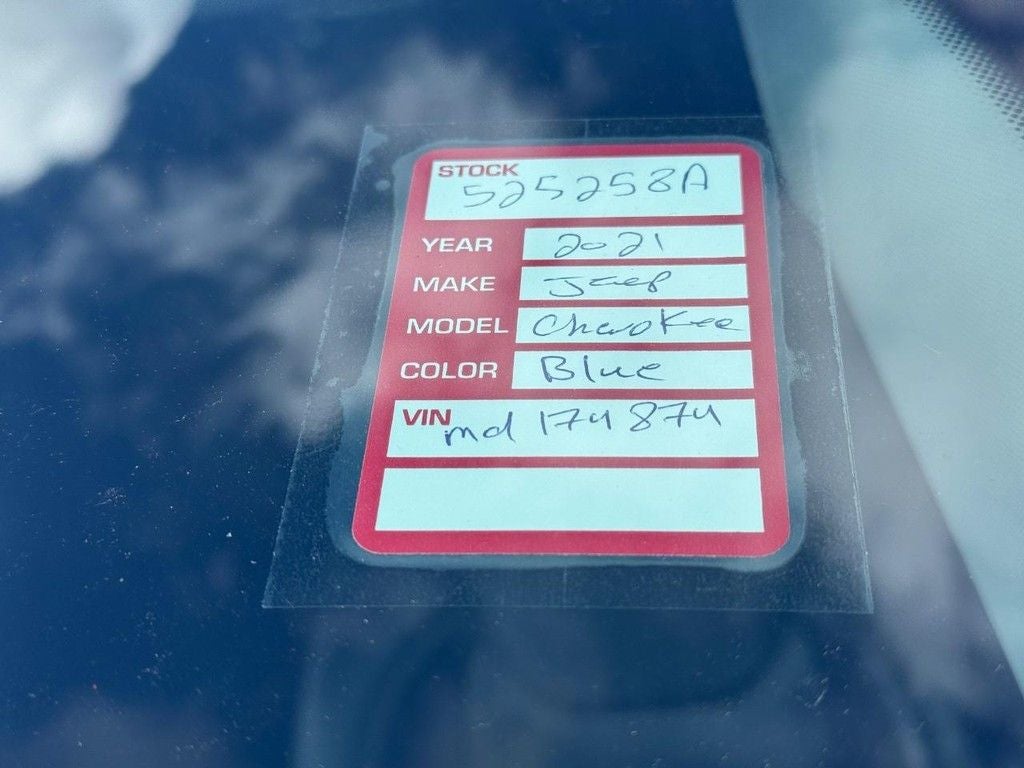 STOCK
525258A
YEAR 2021
MAKE Jeep
MODEL Cherokee
COLOR Blue
VIN md 174874